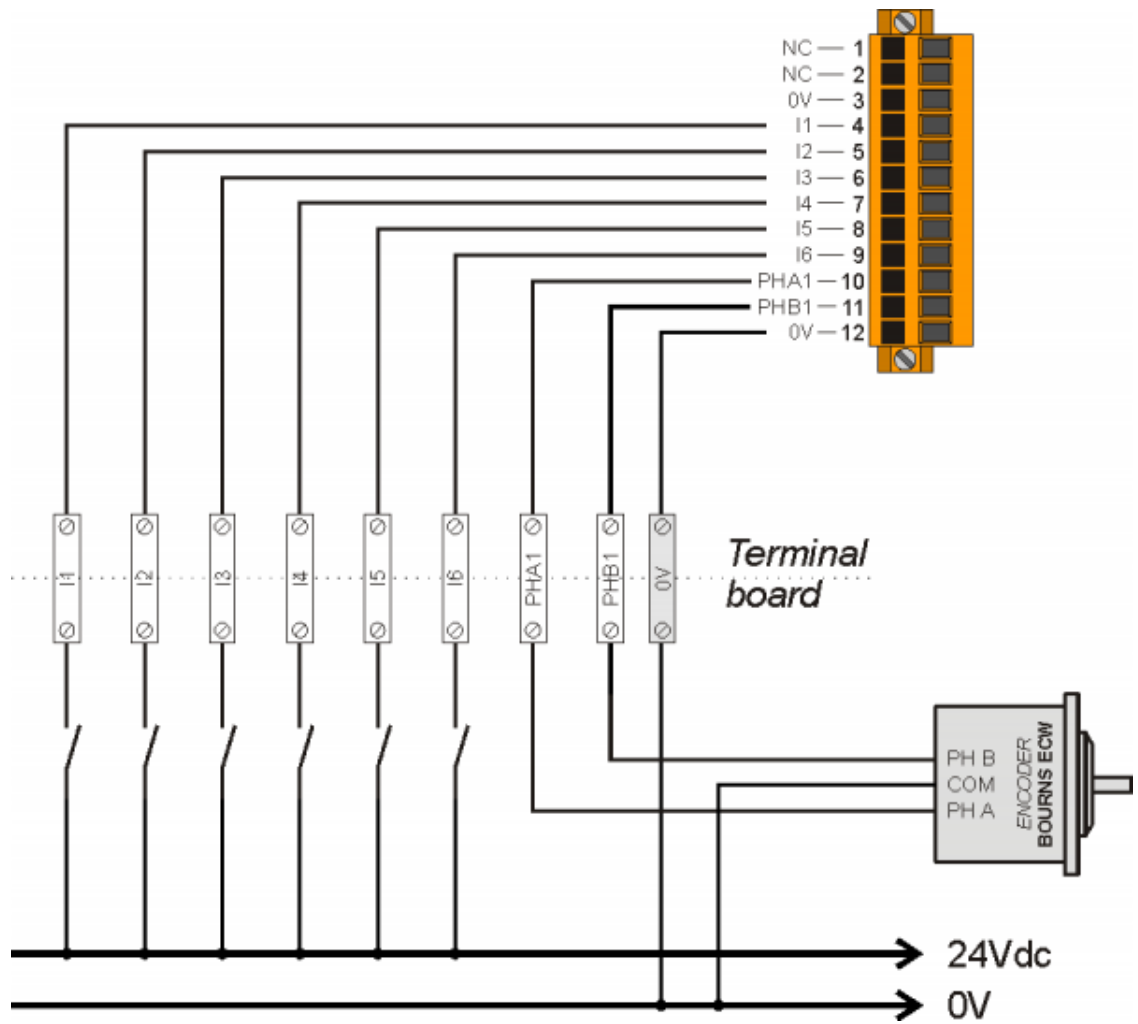 NC — 1
NC — 2
0V — 3
I1 — 4
I2 — 5
I3 — 6
I4 — 7
I5 — 8
I6 — 9
PHA1 — 10
PHB1 — 11
0V — 12
I1
I2
I3
I4
I5
I6
PHA1
PHB1
0V
Terminal
board
PH B
COM
PH A
ENCODER
BOURNS ECW
24Vdc
0V